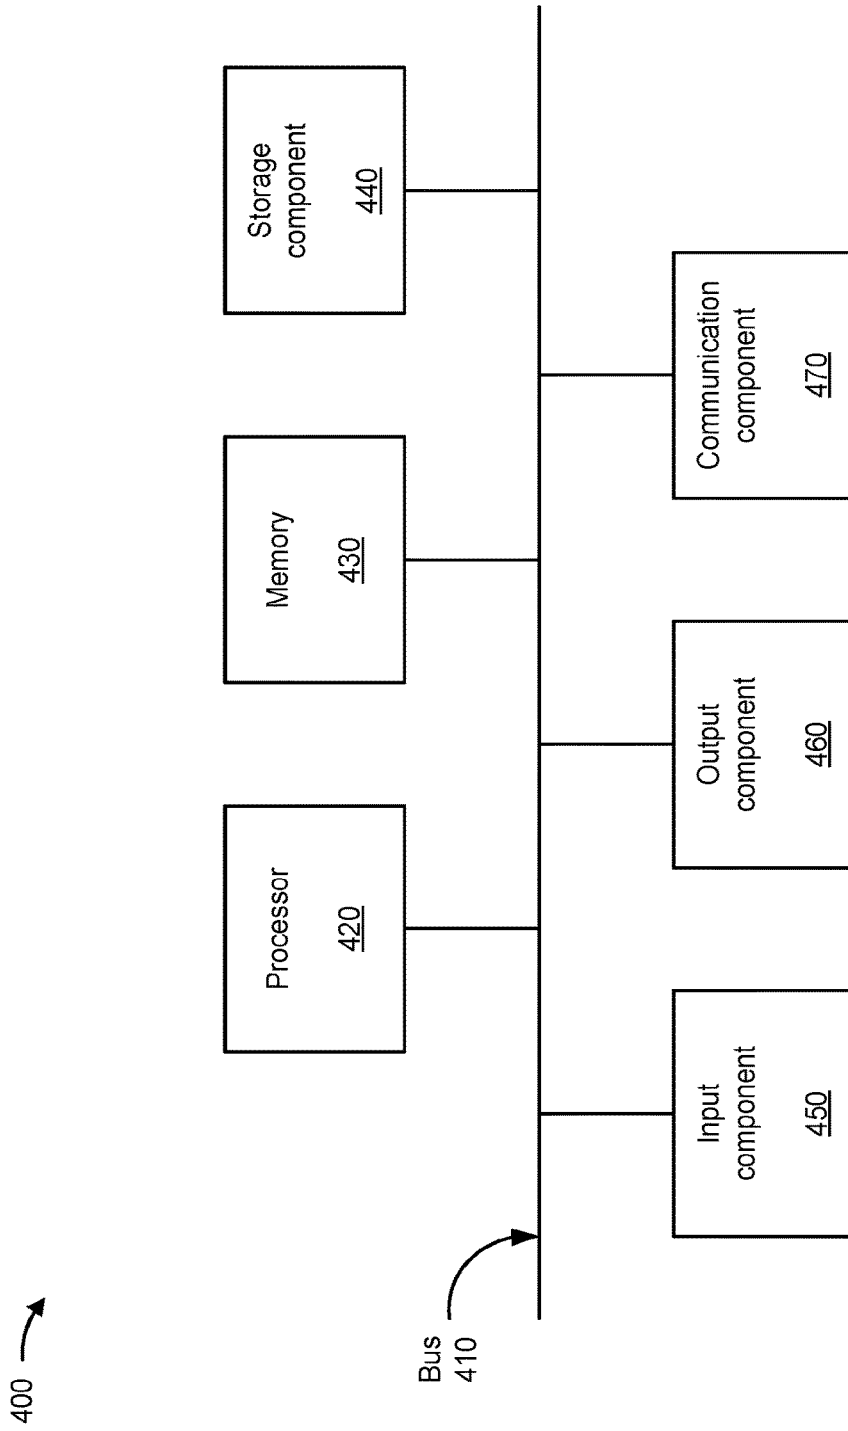 400
Processor
420
Memory
430
Storage
component
440
Bus
410
Input
component
450
Output
component
460
Communication
component
470